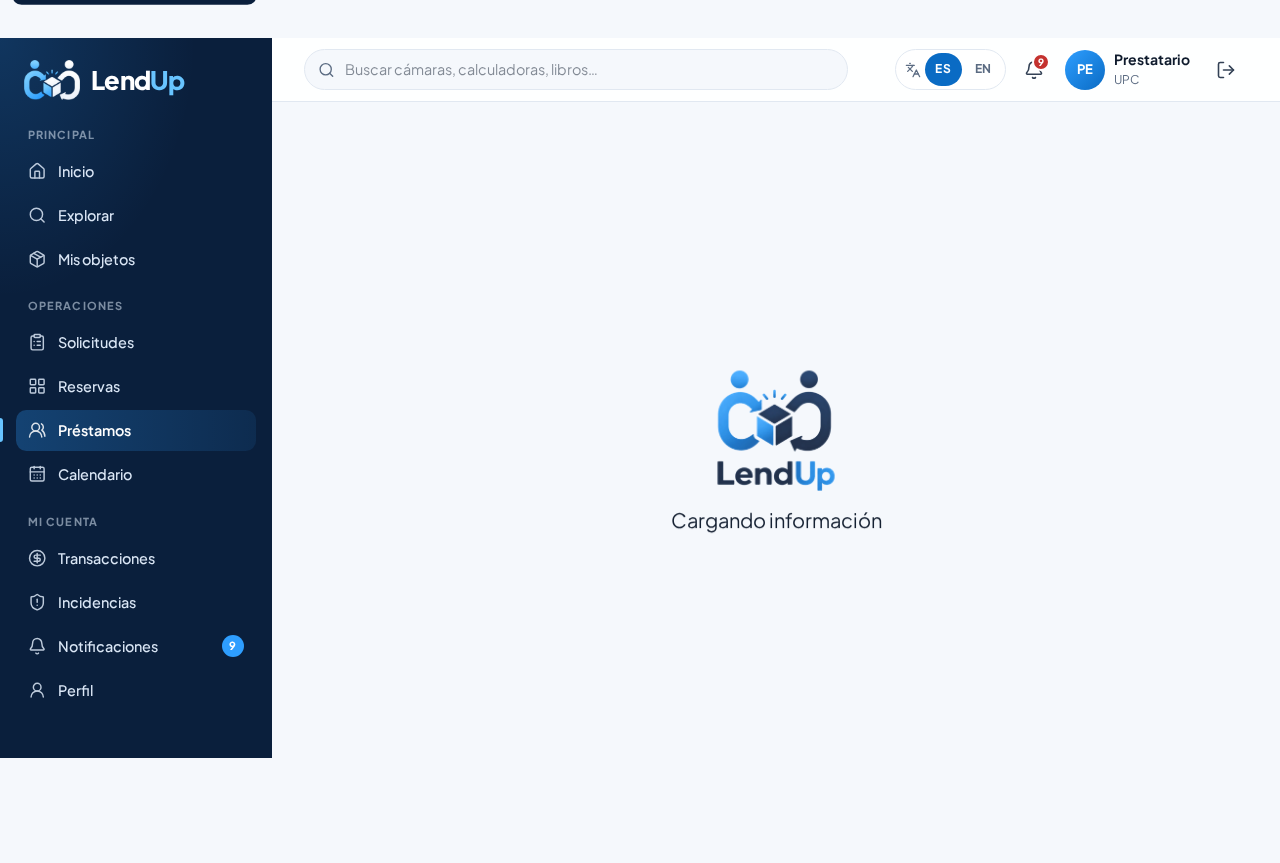 LendUp
Buscar cámaras, calculadoras, libros...
ES
EN
9
PE
Prestatario
UPC
PRINCIPAL
Inicio
Explorar
Mis objetos
OPERACIONES
Solicitudes
Reservas
Préstamos
Calendario
MI CUENTA
Transacciones
Incidencias
Notificaciones 9
Perfil
LendUp
Cargando información